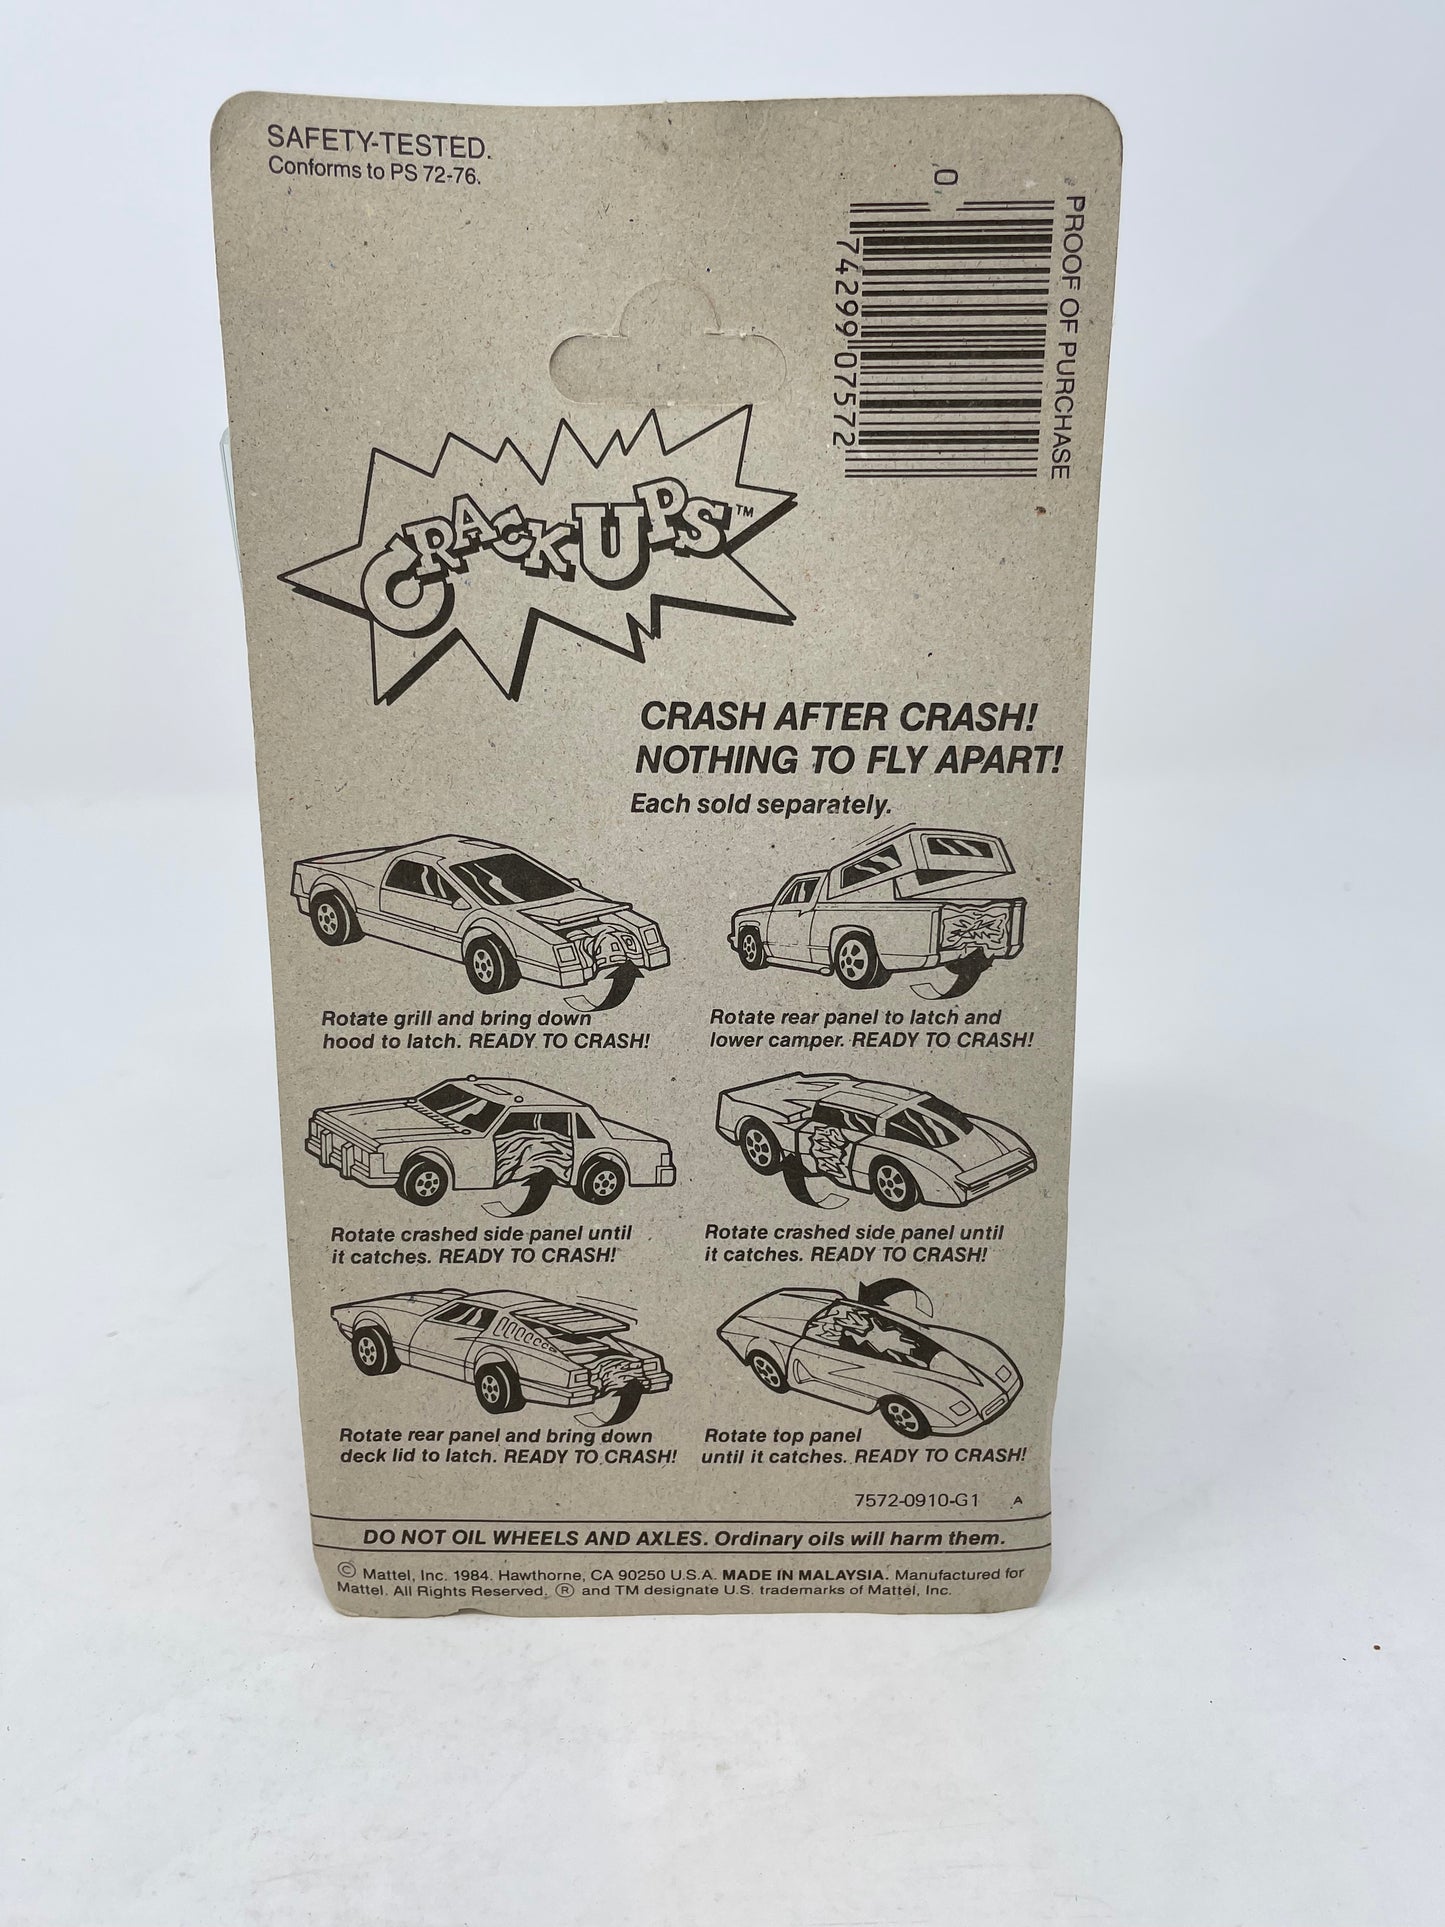 SAFETY-TESTED.
Conforms to PS 72-76.
0
74299 07572
PROOF OF PURCHASE
CRACK UPS™
CRASH AFTER CRASH!
NOTHING TO FLY APART!
Each sold separately.
Rotate grill and bring down
hood to latch. READY TO CRASH!
Rotate rear panel to latch and
lower camper. READY TO CRASH!
Rotate crashed side panel until
it catches. READY TO CRASH!
Rotate crashed side panel until
it catches. READY TO CRASH!
Rotate rear panel and bring down
deck lid to latch. READY TO CRASH!
Rotate top panel
until it catches. READY TO CRASH!
7572-0910-G1 A
DO NOT OIL WHEELS AND AXLES. Ordinary oils will harm them.
© Mattel, Inc. 1984. Hawthorne, CA 90250 U.S.A. MADE IN MALAYSIA. Manufactured for
Mattel. All Rights Reserved. ® and TM designate U.S. trademarks of Mattel, Inc.